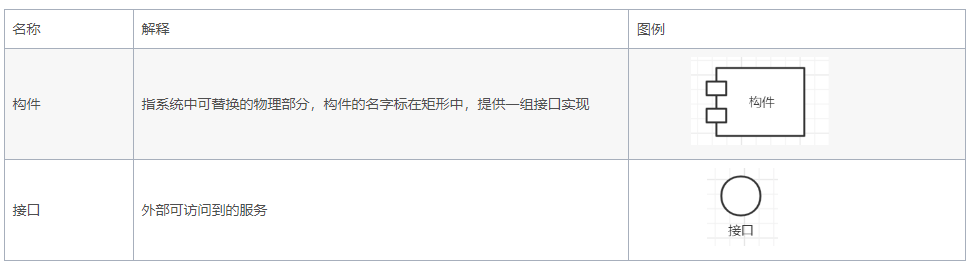 名称 解释 图例
构件 指系统中可替换的物理部分，构件的名字标在矩形中，提供一组接口实现 构件
接口 外部可访问到的服务 接口